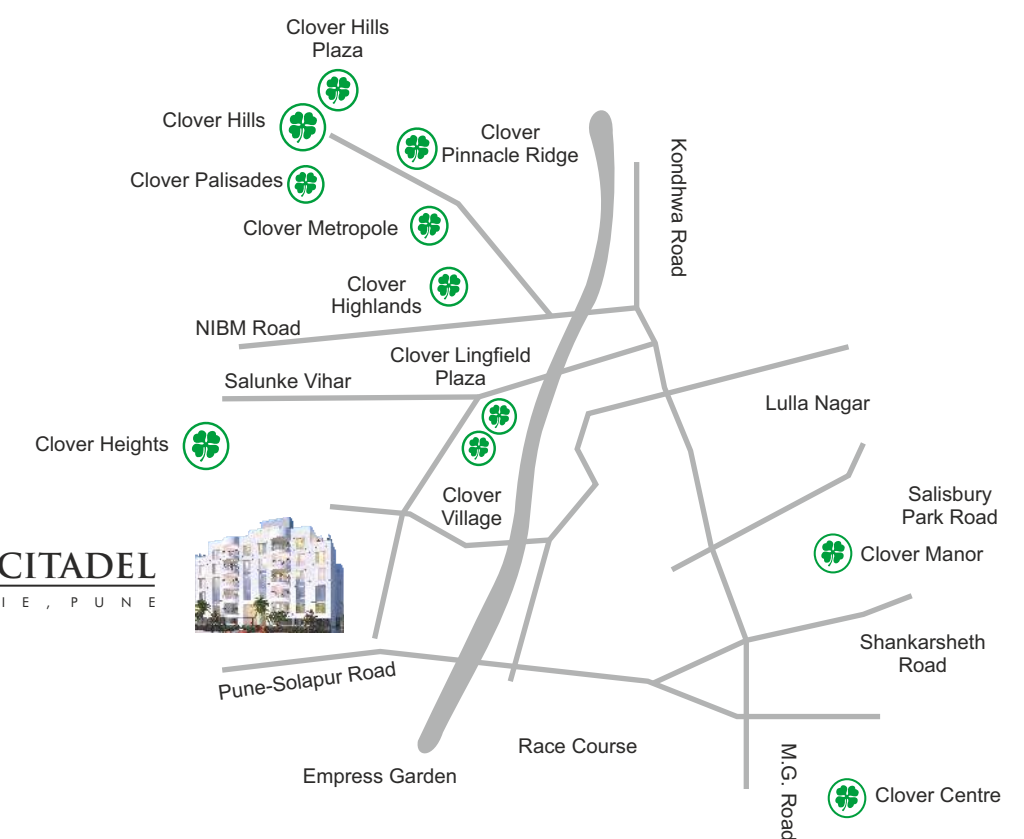 Clover Hills
Plaza
Clover Hills
Clover
Pinnacle Ridge
Kondhwa Road
Clover Palisades
Clover Metropole
Clover
Highlands
NIBM Road
Clover Lingfield
Plaza
Salunke Vihar
Lulla Nagar
Clover Heights
Clover
Village
Salisbury
Park Road
Clover Manor
CITADEL
IE, PUNE
Shankarsheth
Road
Pune-Solapur Road
Race Course
M.G. Road
Empress Garden
Clover Centre